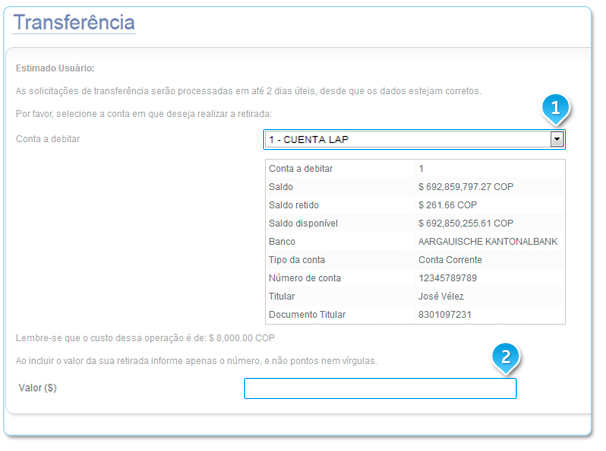 Transferência
Estimado Usuário:
As solicitações de transferência serão processadas em até 2 dias úteis, desde que os dados estejam corretos.
Por favor, selecione a conta em que deseja realizar a retirada:
1
Conta a debitar
1 - CUENTA LAP
Conta a debitar 1
Saldo $ 692,859,797.27 COP
Saldo retido $ 261.66 COP
Saldo disponível $ 692,850,255.61 COP
Banco AARGAUISCHE KANTONALBANK
Tipo da conta Conta Corrente
Número de conta 12345789789
Titular José Vélez
Documento Titular 8301097231
Lembre-se que o custo dessa operação é de: $ 8,000.00 COP
Ao incluir o valor da sua retirada informe apenas o número, e não pontos nem vírgulas.
2
Valor ($)